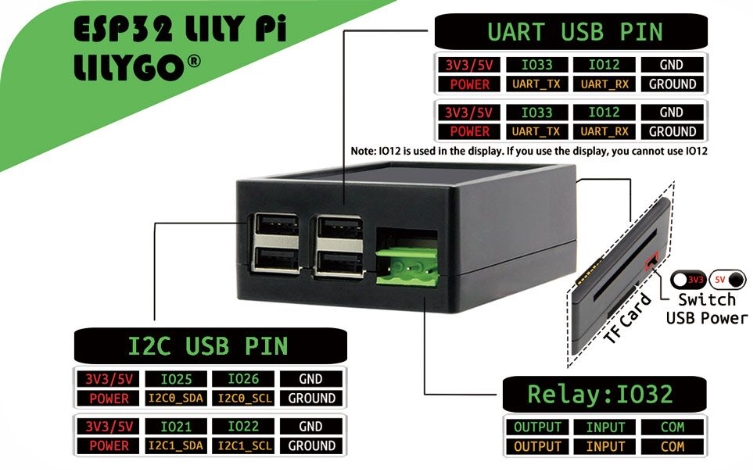 ESP32 LILY Pi
LILYGO®
UART USB PIN
3V3/5V IO33 IO12 GND
POWER UART_TX UART_RX GROUND
3V3/5V IO33 IO12 GND
POWER UART_TX UART_RX GROUND
Note: IO12 is used in the display. If you use the display, you cannot use IO12
3V3 5V
Switch
USB Power
TF Card
I2C USB PIN
3V3/5V IO25 IO26 GND
POWER I2C0_SDA I2C0_SCL GROUND
3V3/5V IO21 IO22 GND
POWER I2C1_SDA I2C1_SCL GROUND
Relay:IO32
OUTPUT INPUT COM
OUTPUT INPUT COM